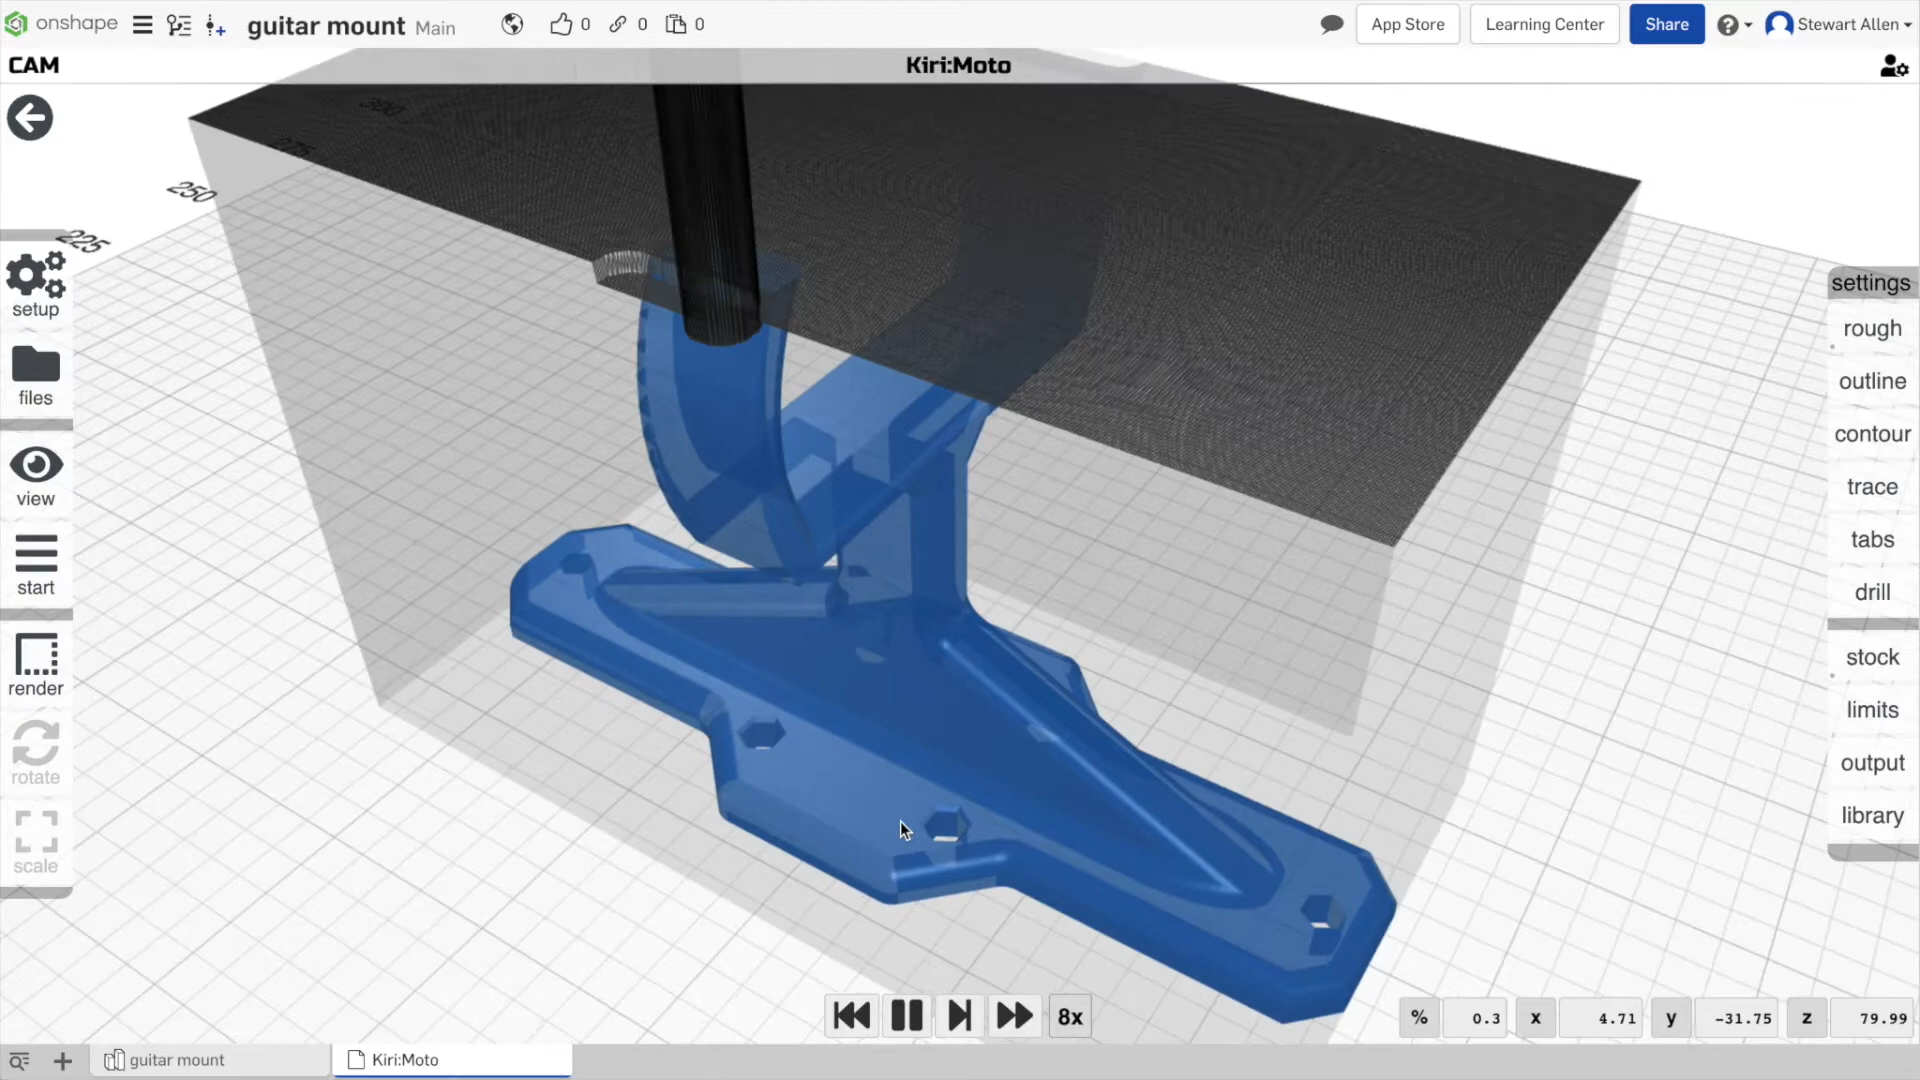 onshape
guitar mount Main
0
0
0
App Store
Learning Center
Share
Stewart Allen
CAM
Kiri:Moto
300
275
250
225
setup
files
view
start
render
rotate
scale
settings
rough
outline
contour
trace
tabs
drill
stock
limits
output
library
8x
% 0.3 x 4.71 y -31.75 z 79.99
guitar mount
Kiri:Moto